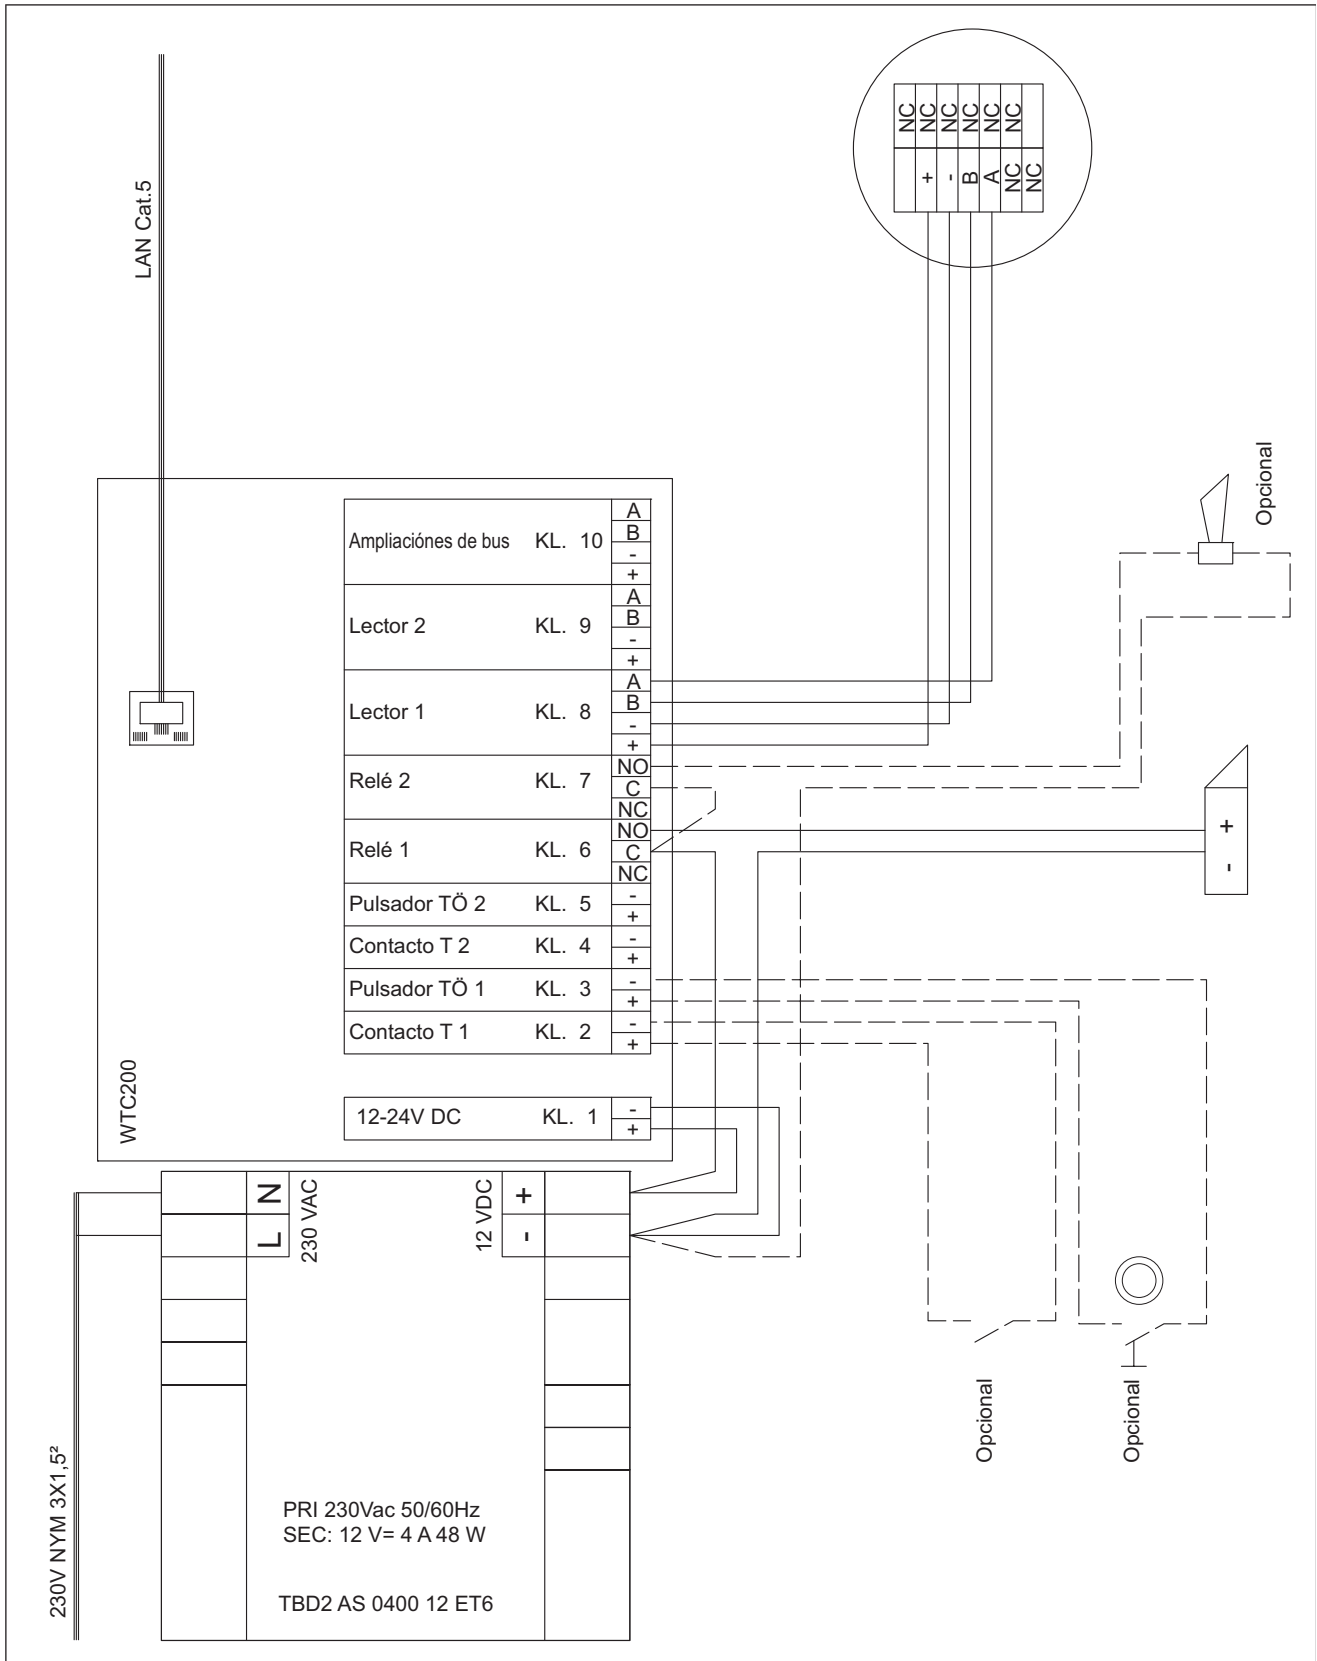 NC
NC
NC
NC
NC
NC
+
-
B
A
NC
NC
LAN Cat.5
Opcional
Ampliaciónes de bus KL. 10
A
B
-
+
Lector 2 KL. 9
A
B
-
+
Lector 1 KL. 8
A
B
-
+
Relé 2 KL. 7
NO
C
NC
Relé 1 KL. 6
NO
C
NC
Pulsador TÖ 2 KL. 5
-
+
Contacto T 2 KL. 4
-
+
Pulsador TÖ 1 KL. 3
-
+
Contacto T 1 KL. 2
-
+
+
-
WTC200
12-24V DC KL. 1
-
+
N
L
230 VAC
12 VDC
+
-
Opcional
Opcional
230V NYM 3X1,5²
PRI 230Vac 50/60Hz
SEC: 12 V= 4 A 48 W
TBD2 AS 0400 12 ET6